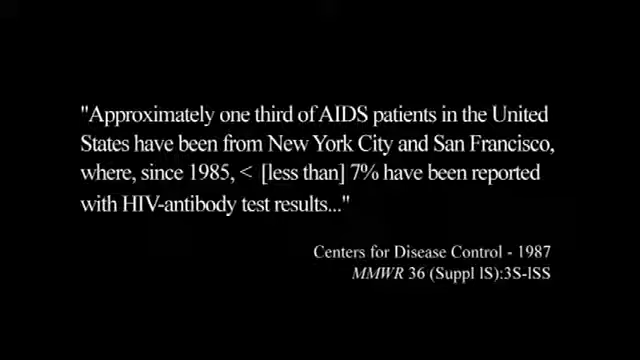 "Approximately one third of AIDS patients in the United
States have been from New York City and San Francisco,
where, since 1985, < [less than] 7% have been reported
with HIV-antibody test results..."
Centers for Disease Control - 1987
MMWR 36 (Suppl lS):3S-lSS